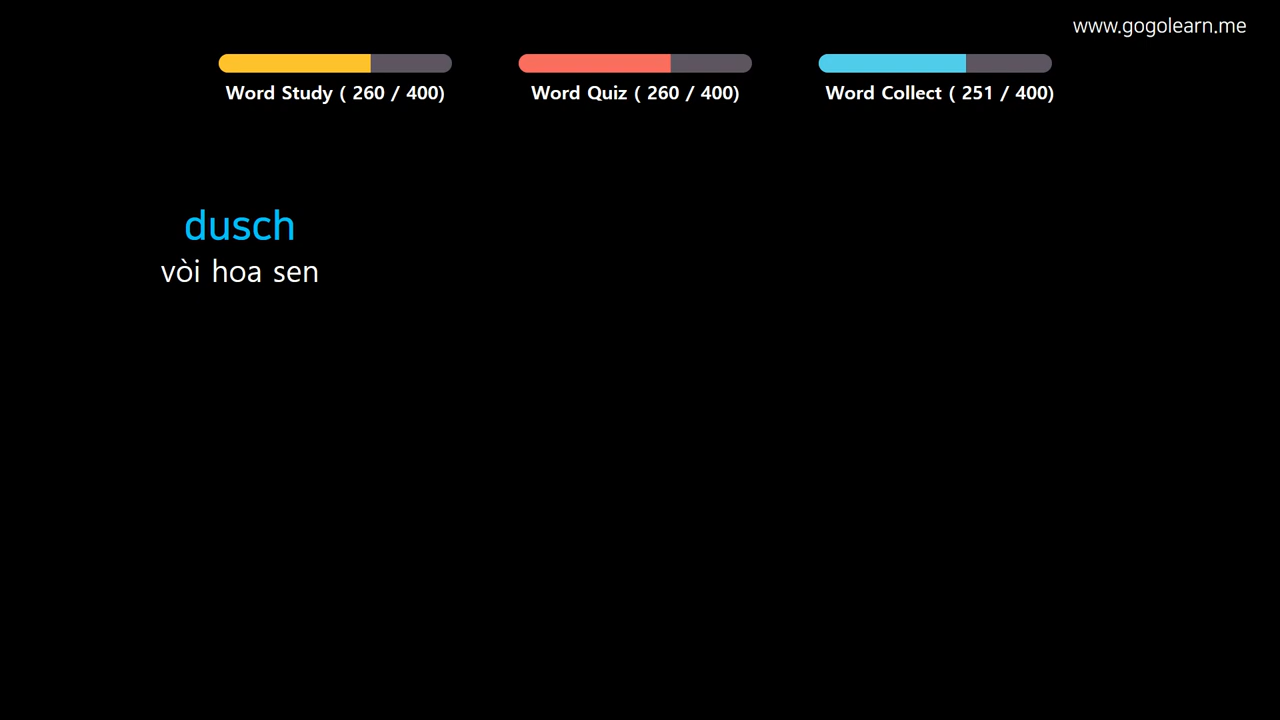 www.gogolearn.me
Word Study ( 260 / 400)
Word Quiz ( 260 / 400)
Word Collect ( 251 / 400)
dusch
vòi hoa sen